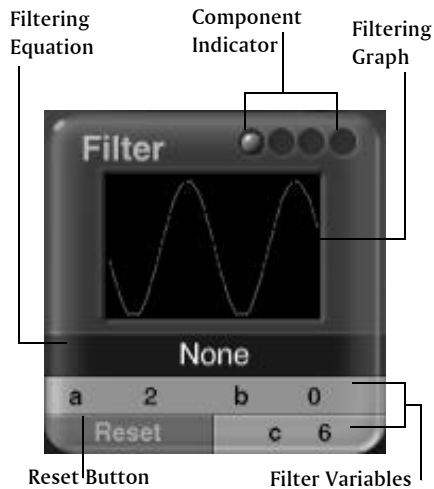 Filtering
Equation
Component
Indicator
Filtering
Graph
Filter
None
a 2 b 0
Reset c 6
Reset Button
Filter Variables